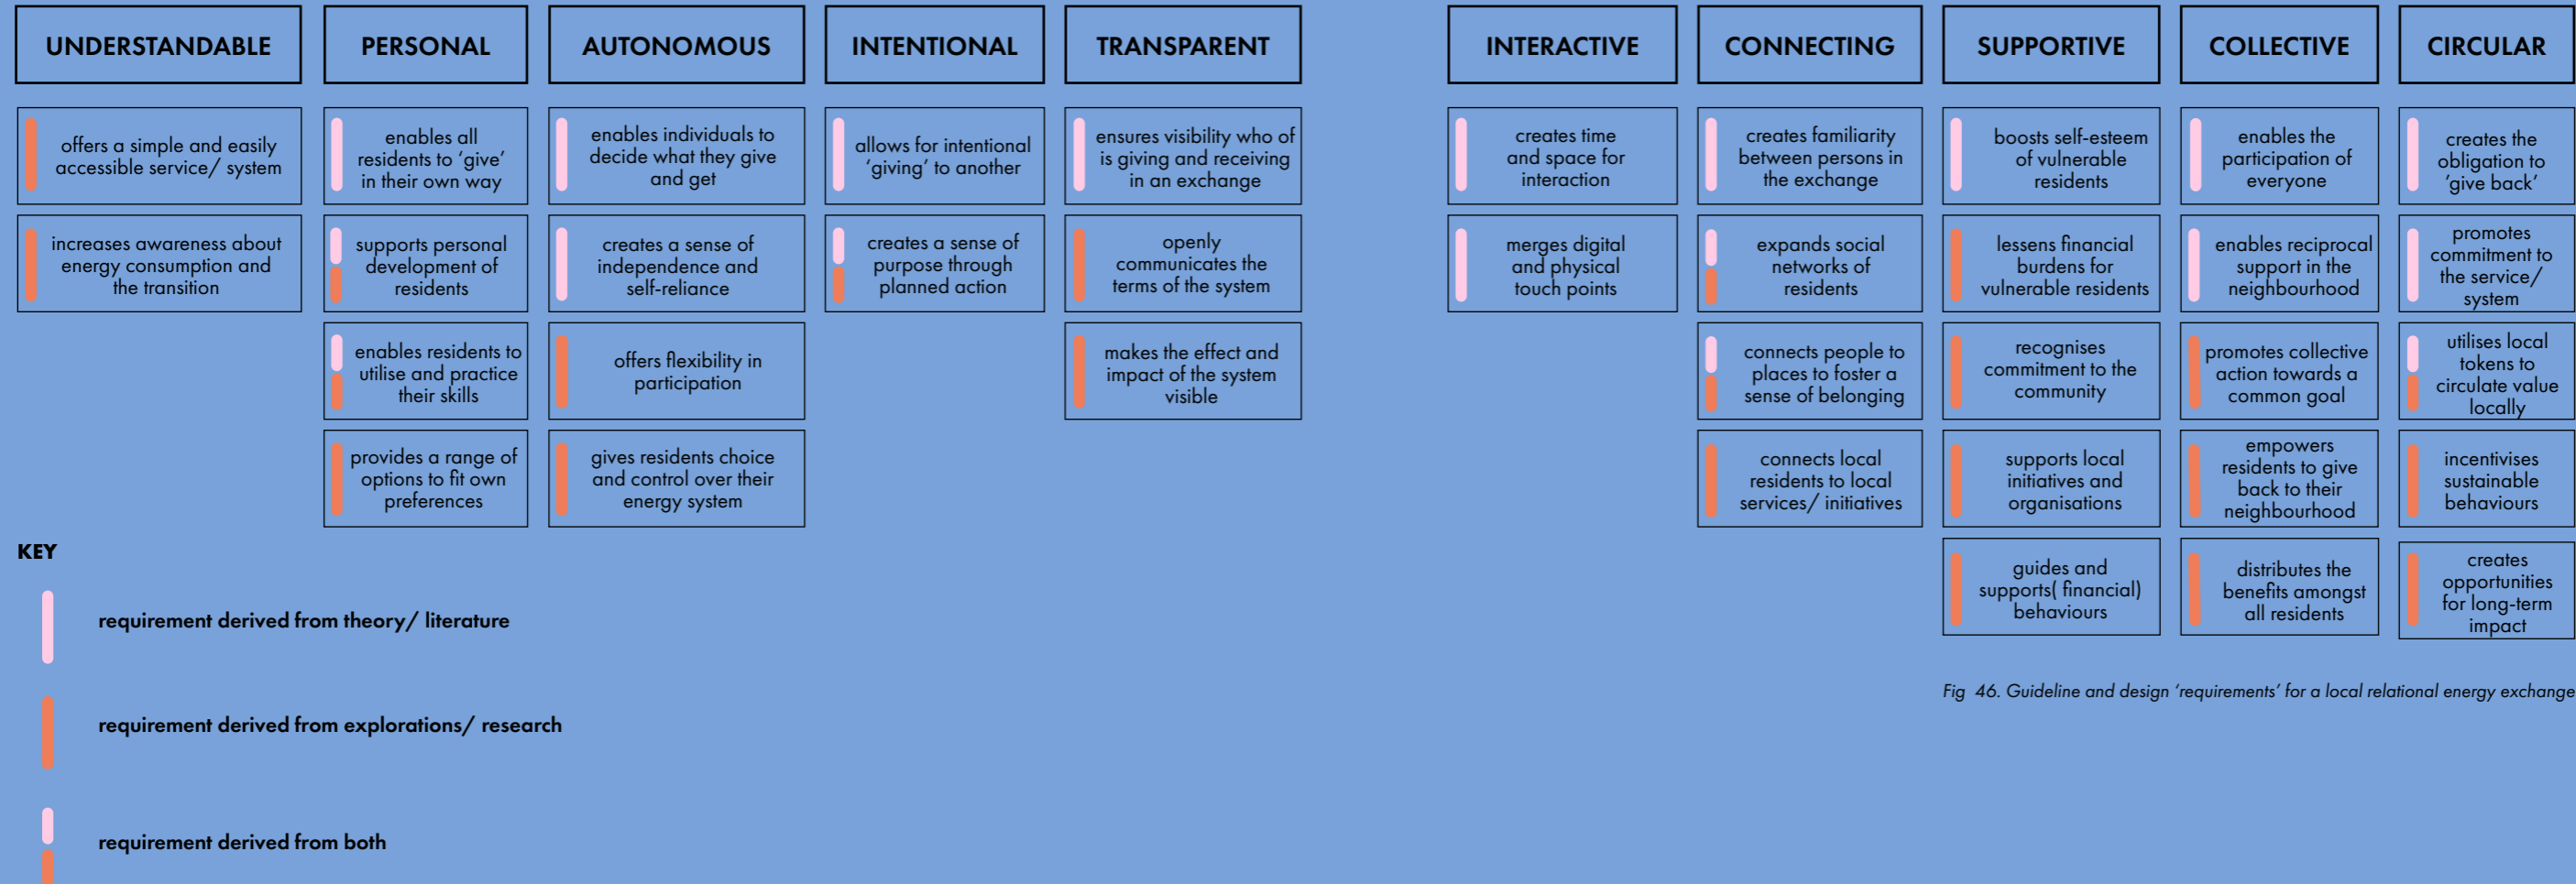 UNDERSTANDABLE
offers a simple and easily
accessible service/ system
increases awareness about
energy consumption and
the transition
PERSONAL
enables all
residents to ‘give’
in their own way
supports personal
development of
residents
enables residents to
utilise and practice
their skills
provides a range of
options to fit own
preferences
AUTONOMOUS
enables individuals to
decide what they give
and get
creates a sense of
independence and
self-reliance
offers flexibility in
participation
gives residents choice
and control over their
energy system
INTENTIONAL
allows for intentional
‘giving’ to another
creates a sense of
purpose through
planned action
TRANSPARENT
ensures visibility who of
is giving and receiving
in an exchange
openly
communicates the
terms of the system
makes the effect and
impact of the system
visible
INTERACTIVE
creates time
and space for
interaction
merges digital
and physical
touch points
CONNECTING
creates familiarity
between persons in
the exchange
expands social
networks of
residents
connects people to
places to foster a
sense of belonging
connects local
residents to local
services/ initiatives
SUPPORTIVE
boosts self-esteem
of vulnerable
residents
lessens financial
burdens for
vulnerable residents
recognises
commitment to the
community
supports local
initiatives and
organisations
guides and
supports( financial)
behaviours
COLLECTIVE
enables the
participation of
everyone
enables reciprocal
support in the
neighbourhood
promotes collective
action towards a
common goal
empowers
residents to give
back to their
neighbourhood
distributes the
benefits amongst
all residents
CIRCULAR
creates the
obligation to
‘give back’
promotes
commitment to
the service/
system
utilises local
tokens to
circulate value
locally
incentivises
sustainable
behaviours
creates
opportunities
for long-term
impact
KEY
requirement derived from theory/ literature
requirement derived from explorations/ research
requirement derived from both
Fig 46. Guideline and design ‘requirements’ for a local relational energy exchange